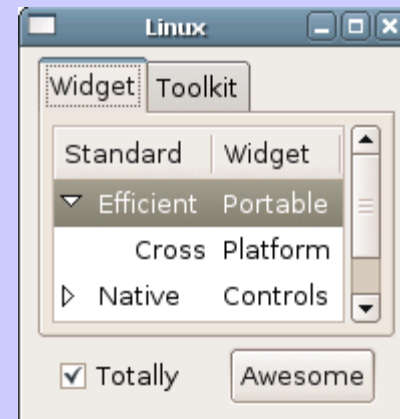 Linux
Widget Toolkit
Standard Widget
Efficient Portable
Cross Platform
Native Controls
Totally Awesome